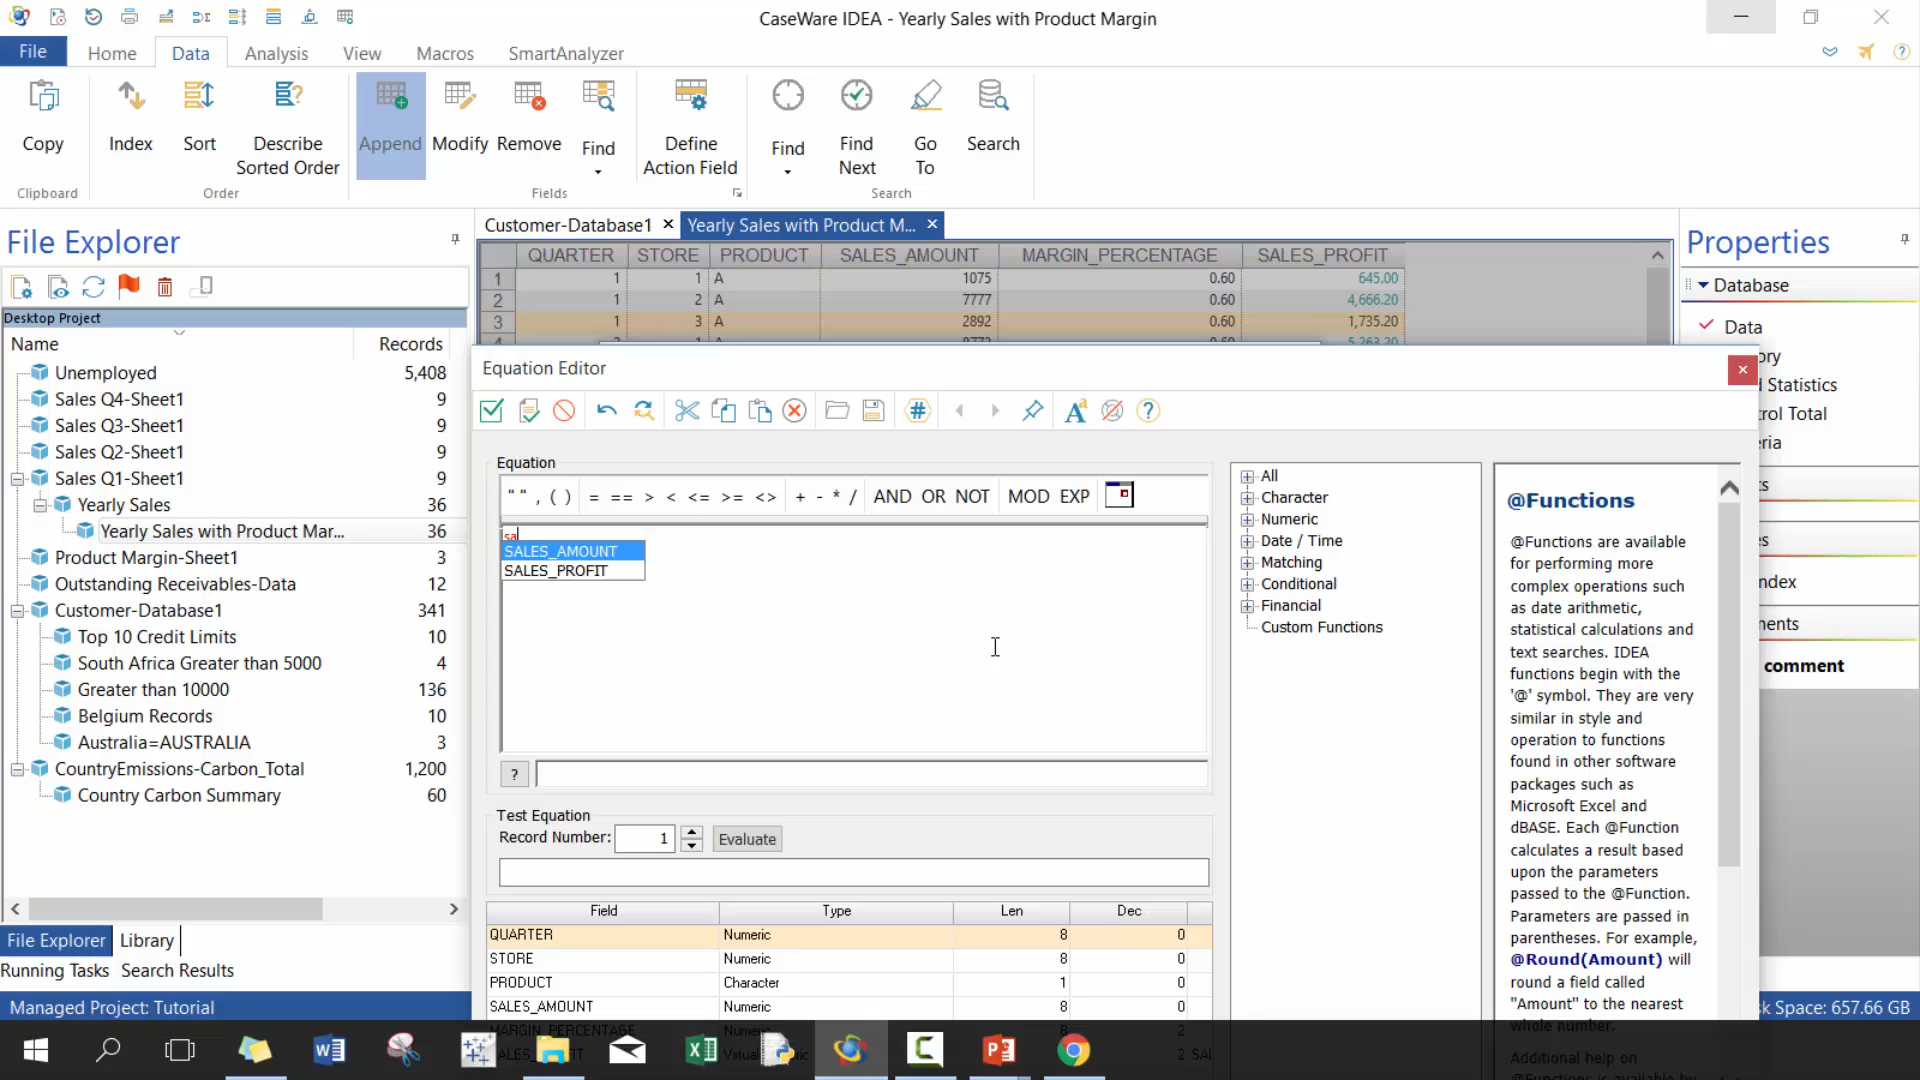 CaseWare IDEA - Yearly Sales with Product Margin
File
Home
Data
Analysis
View
Macros
SmartAnalyzer
Copy
Index
Sort
Describe
Sorted Order
Append
Modify
Remove
Find
Define
Action Field
Find
Find
Next
Go
To
Search
Clipboard
Order
Fields
Search
File Explorer
Desktop Project
Name Records
Unemployed 5,408
Sales Q4-Sheet1 9
Sales Q3-Sheet1 9
Sales Q2-Sheet1 9
Sales Q1-Sheet1 9
Yearly Sales 36
Yearly Sales with Product Mar... 36
Product Margin-Sheet1 3
Outstanding Receivables-Data 12
Customer-Database1 341
Top 10 Credit Limits 10
South Africa Greater than 5000 4
Greater than 10000 136
Belgium Records 10
Australia=AUSTRALIA 3
CountryEmissions-Carbon_Total 1,200
Country Carbon Summary 60
File Explorer Library
Running Tasks Search Results
Managed Project: Tutorial
Customer-Database1 Yearly Sales with Product M...
QUARTER STORE PRODUCT SALES_AMOUNT MARGIN_PERCENTAGE SALES_PROFIT
1 1 1 A 1075 0.60 645.00
2 1 2 A 7777 0.60 4,666.20
3 1 3 A 2892 0.60 1,735.20
Equation Editor
Equation
" " , ( ) = == > < <= >= <> + - * / AND OR NOT MOD EXP
sa
SALES_AMOUNT
SALES_PROFIT
?
Test Equation
Record Number: 1 Evaluate
Field Type Len Dec
QUARTER Numeric 8 0
STORE Numeric 8 0
PRODUCT Character 1 0
SALES_AMOUNT Numeric 8 0
MARGIN_PERCENTAGE Numeric 8 2
All
Character
Numeric
Date / Time
Matching
Conditional
Financial
Custom Functions
@Functions
@Functions are available
for performing more
complex operations such
as date arithmetic,
statistical calculations and
text searches. IDEA
functions begin with the
'@' symbol. They are very
similar in style and
operation to functions
found in other software
packages such as
Microsoft Excel and
dBASE. Each @Function
calculates a result based
upon the parameters
passed to the @Function.
Parameters are passed in
parentheses. For example,
@Round(Amount) will
round a field called
"Amount" to the nearest
whole number.
Additional help on
Properties
Database
Data
Statistics
comment
Space: 657.66 GB